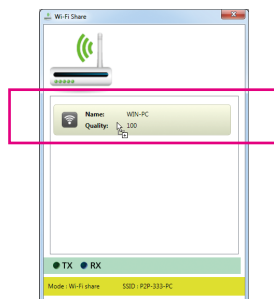 Wi-Fi Share
Name: WIN-PC
Quality: 100
TX RX
Mode : Wi-Fi share SSID : P2P-333-PC